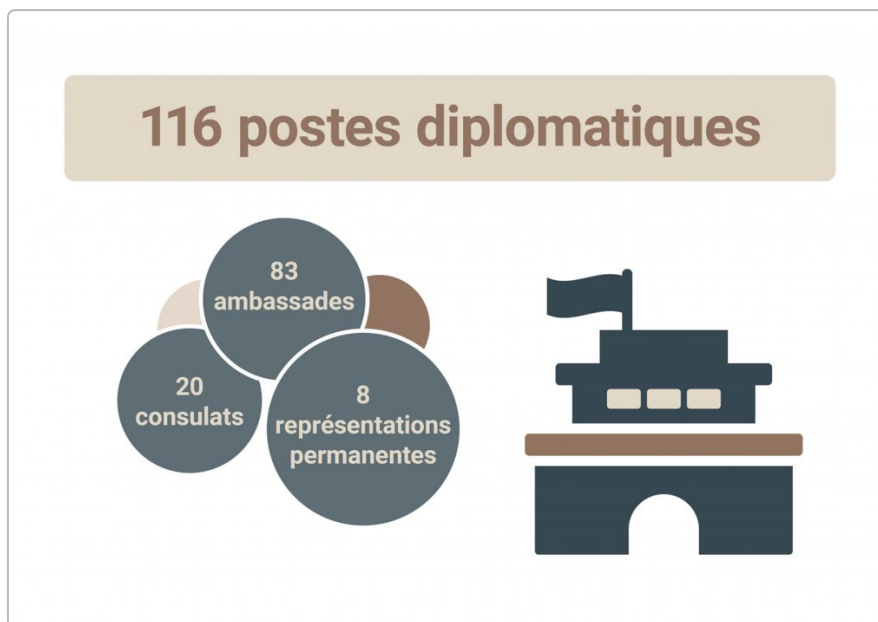 116 postes diplomatiques
83
ambassades
20
consulats
8
représentations
permanentes